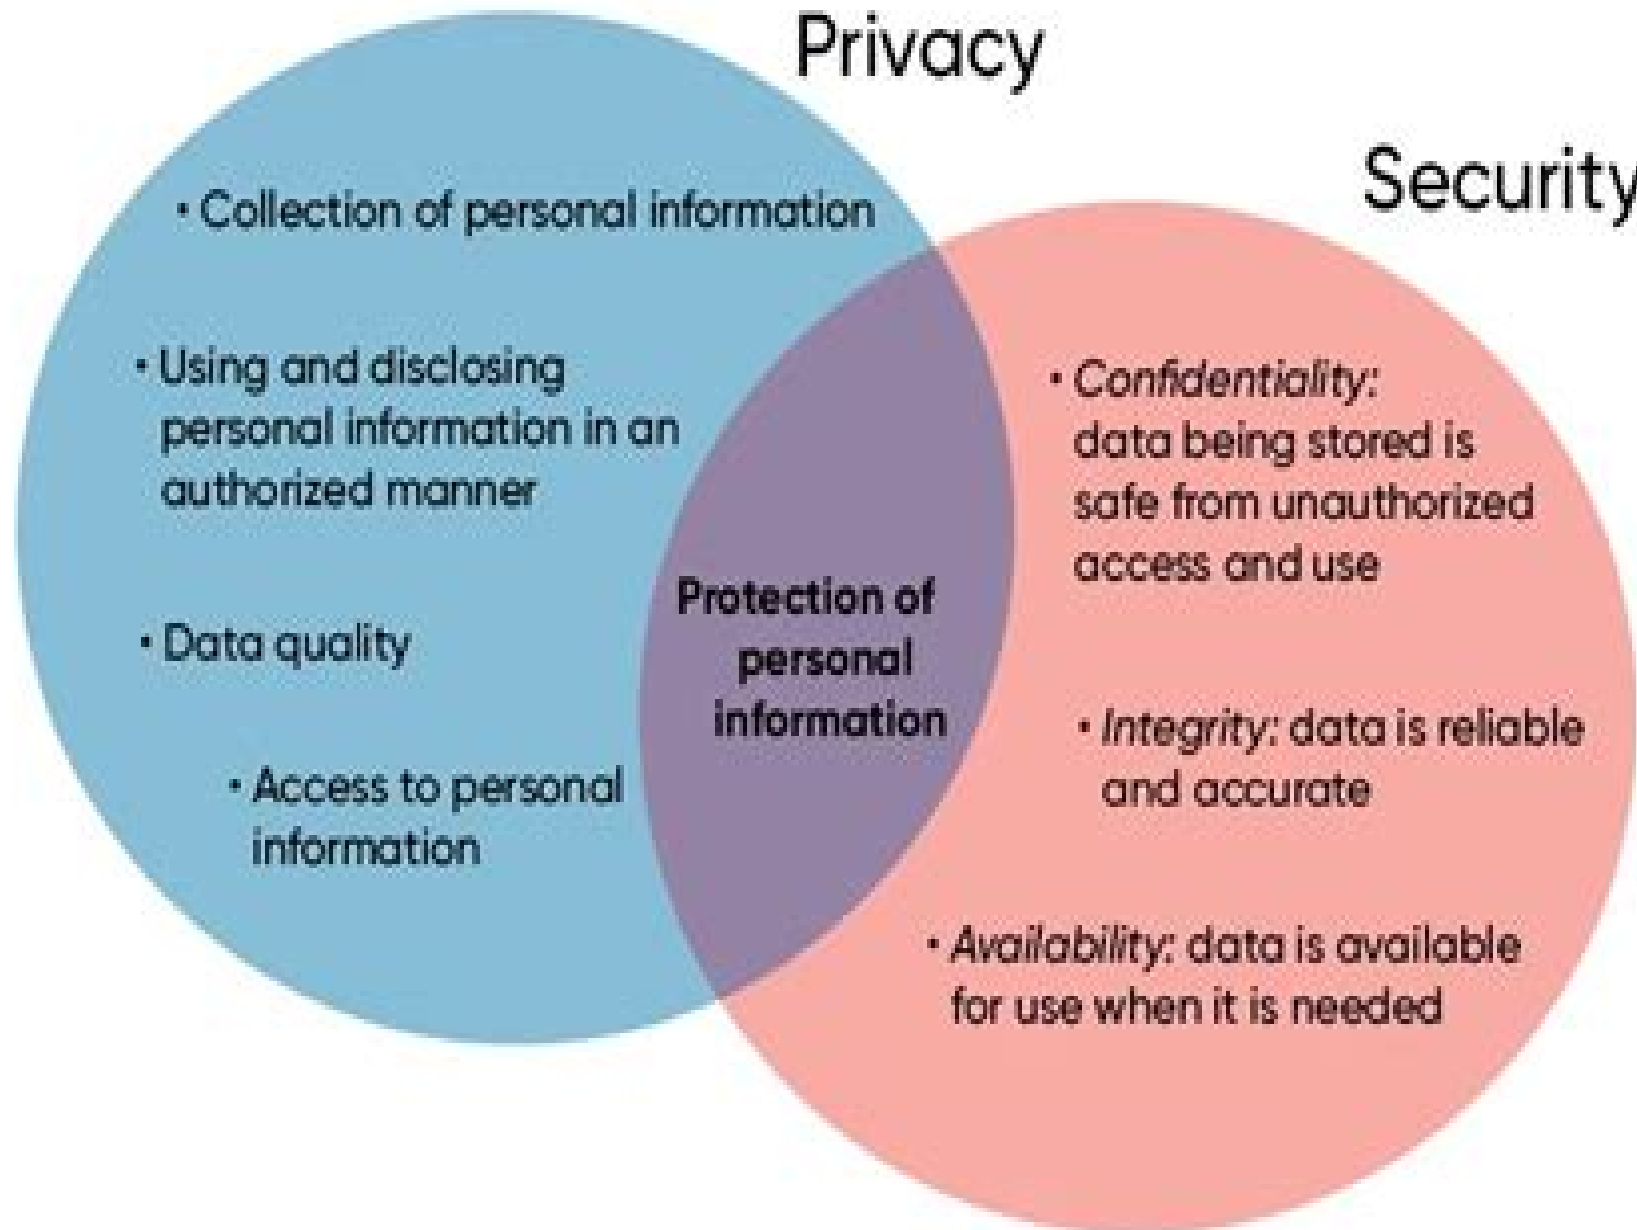 Privacy
Security
• Collection of personal information
• Using and disclosing
personal information in an
authorized manner
• Data quality
• Access to personal
information
Protection of
personal
information
• Confidentiality:
data being stored is
safe from unauthorized
access and use
• Integrity: data is reliable
and accurate
• Availability: data is available
for use when it is needed